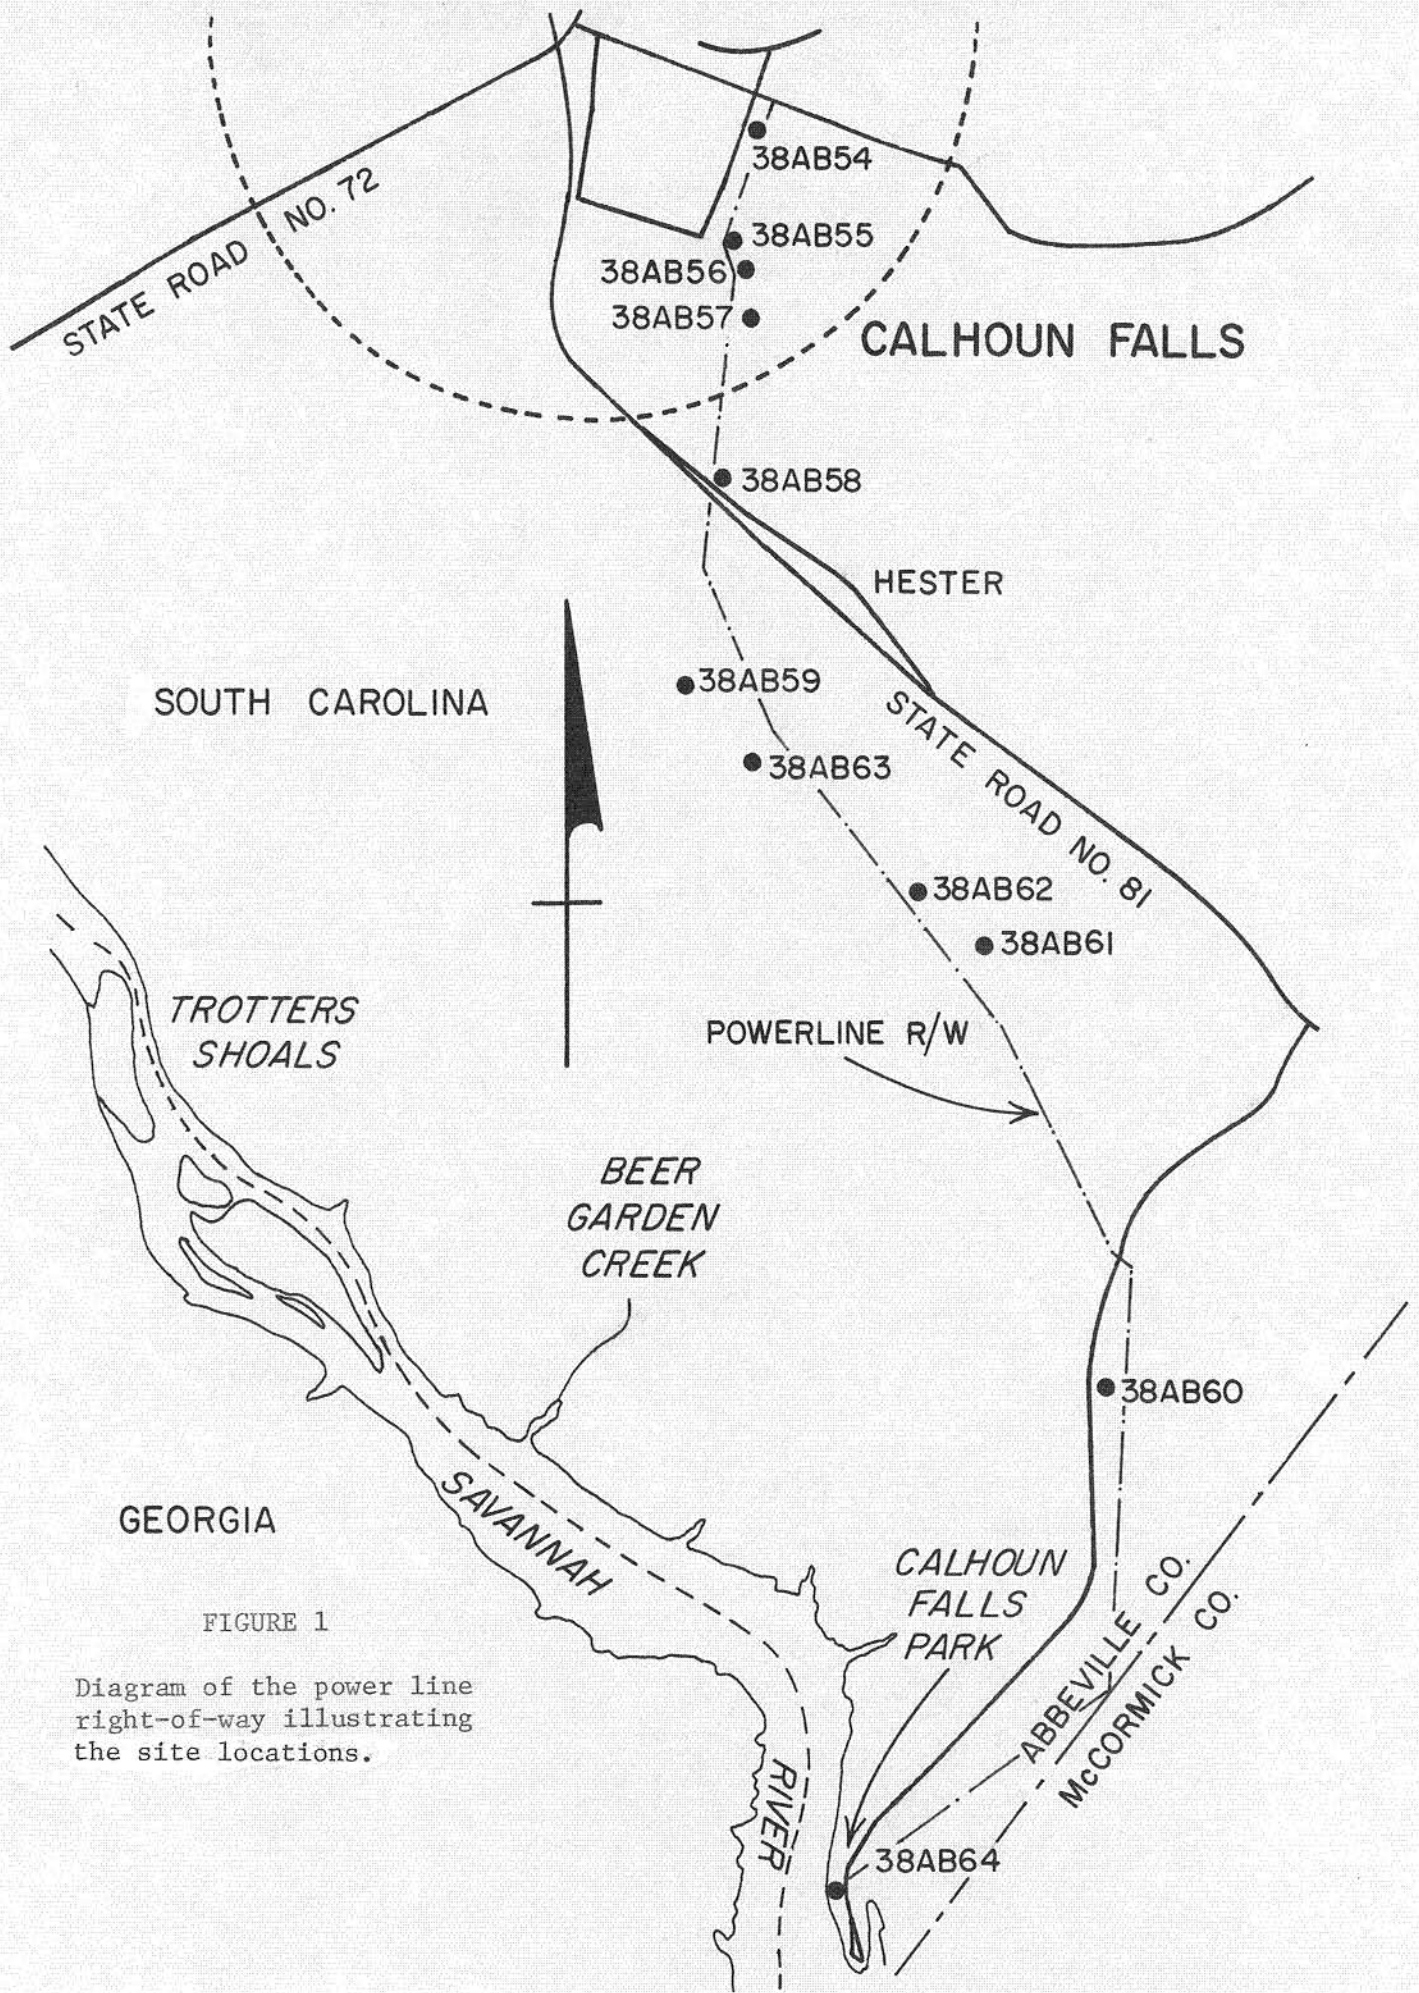 38AB54
STATE ROAD NO. 72
38AB55
38AB56
38AB57
CALHOUN FALLS
38AB58
HESTER
38AB59
SOUTH CAROLINA
STATE ROAD NO. 81
38AB63
38AB62
38AB61
TROTTERS
SHOALS
POWERLINE R/W
BEER
GARDEN
CREEK
38AB60
SAVANNAH
RIVER
GEORGIA
CALHOUN
FALLS
PARK
ABBEVILLE CO.
McCORMICK CO.
38AB64
FIGURE 1
Diagram of the power line
right-of-way illustrating
the site locations.